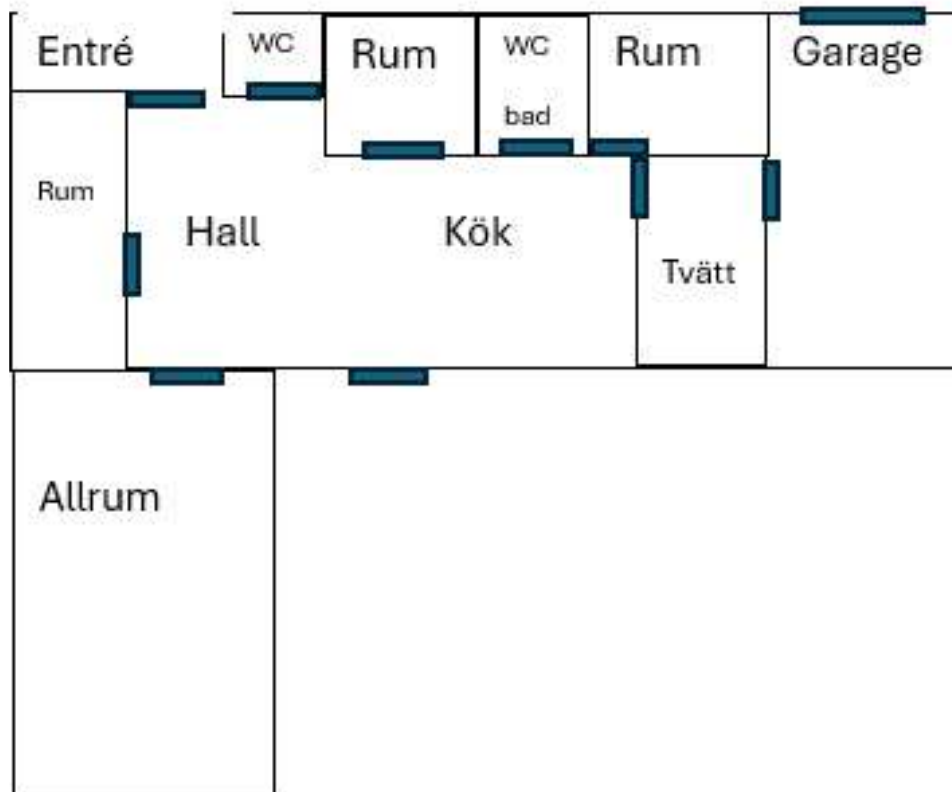 Entré
WC
Rum
WC
bad
Rum
Garage
Rum
Hall
Kök
Tvätt
Allrum